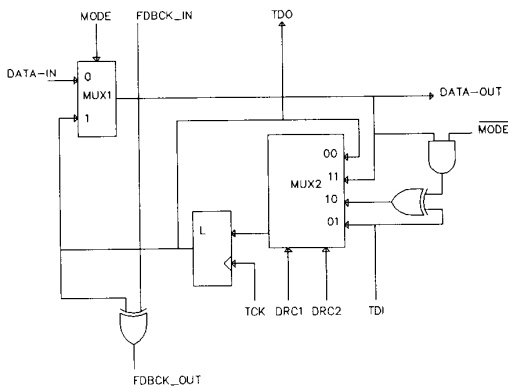 MODE
FDBCK_IN
TDO
DATA-IN
0
MUX1
1
DATA-OUT
MODE
00
11
MUX2
10
01
L
TCK
DRC1
DRC2
TDI
FDBCK_OUT